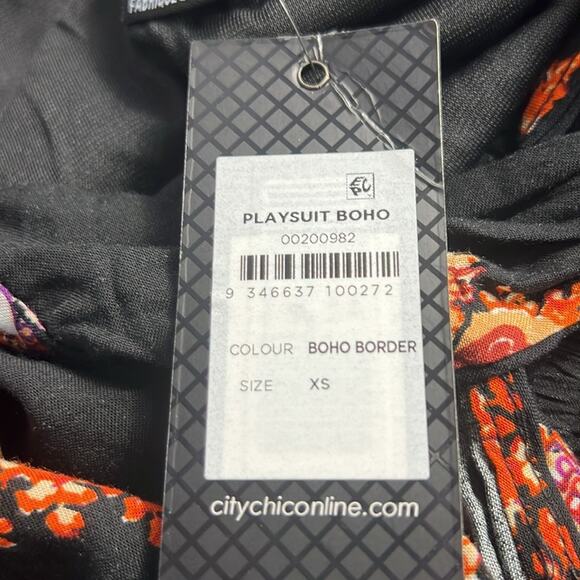 PLAYSUIT BOHO
00200982
9 346637 100272
COLOUR BOHO BORDER
SIZE XS
citychiconline.com